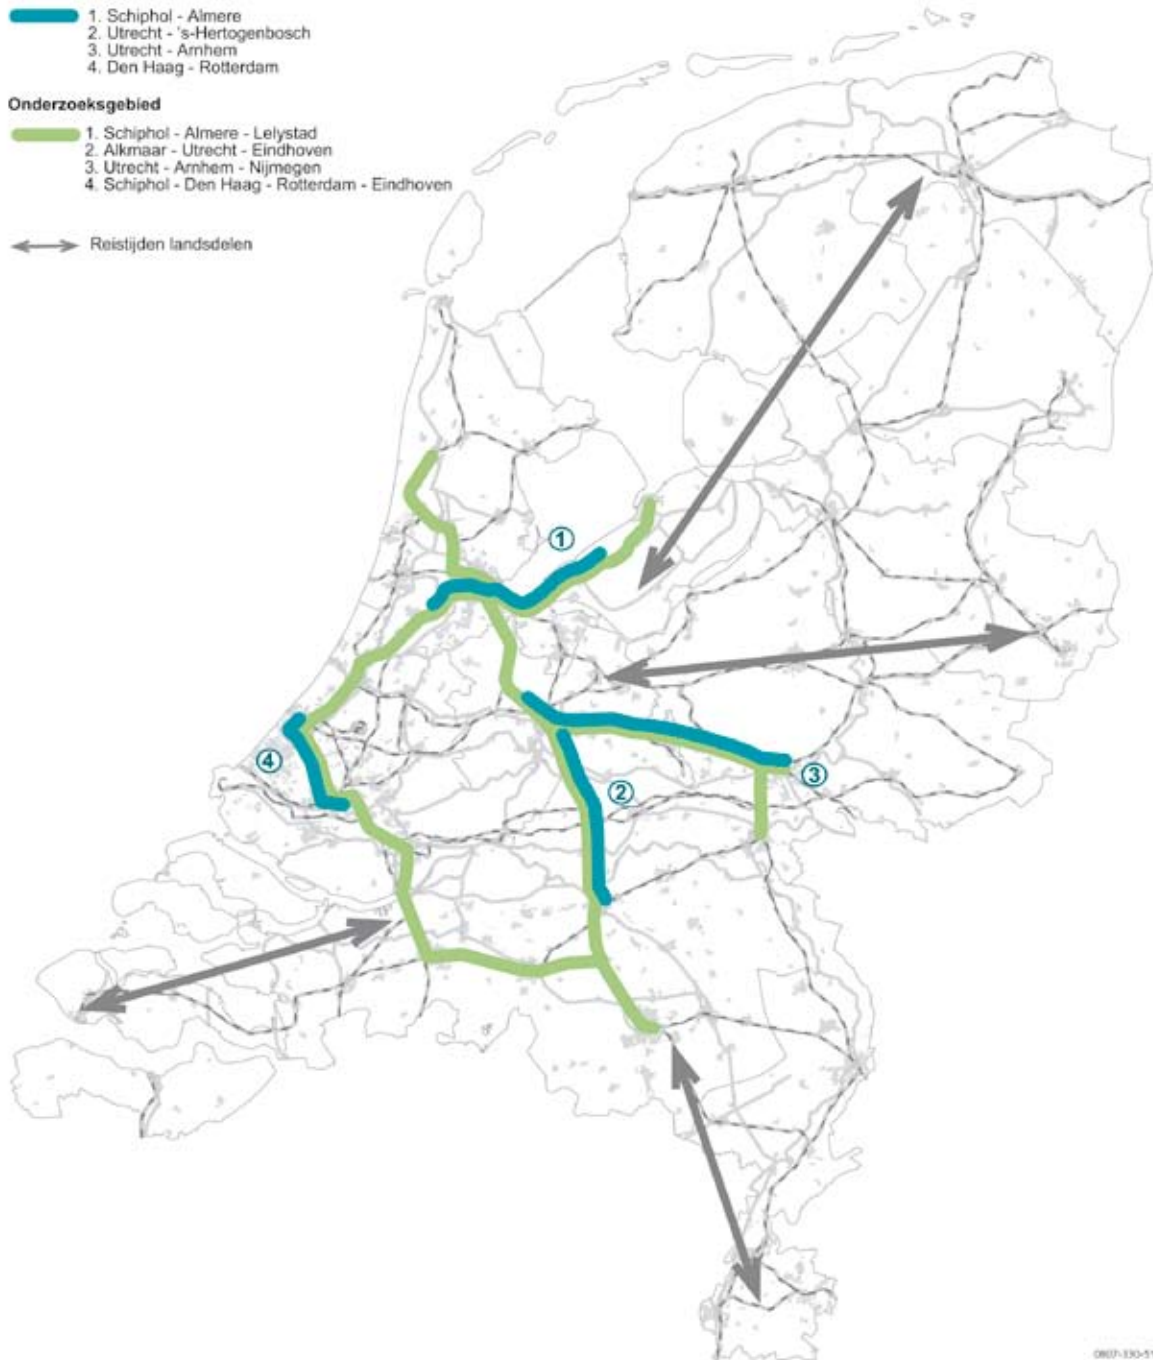 1. Schiphol - Almere
2. Utrecht - 's-Hertogenbosch
3. Utrecht - Arnhem
4. Den Haag - Rotterdam
Onderzoeksgebied
1. Schiphol - Almere - Lelystad
2. Alkmaar - Utrecht - Eindhoven
3. Utrecht - Arnhem - Nijmegen
4. Schiphol - Den Haag - Rotterdam - Eindhoven
Reistijden landsdelen
1
4
2
3